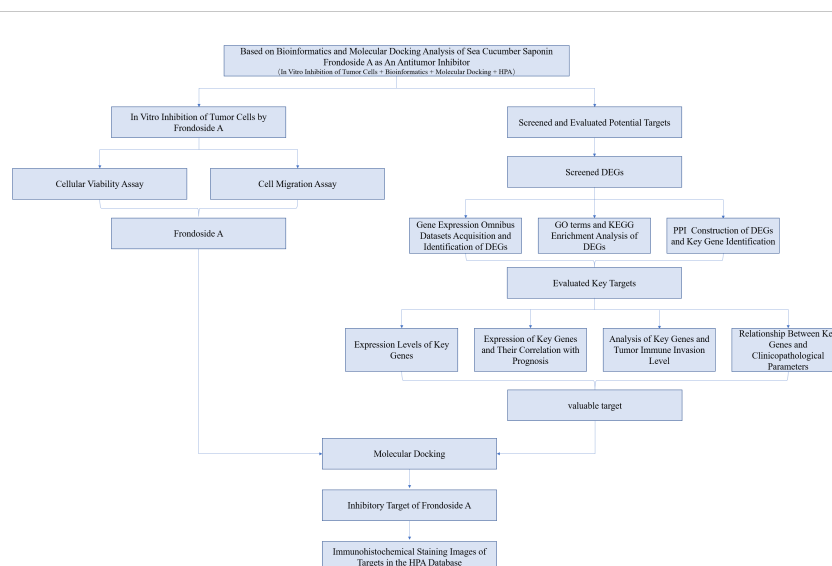 Based on Bioinformatics and Molecular Docking Analysis of Sea Cucumber Saponin
Frondoside A as An Antitumor Inhibitor
(In Vitro Inhibition of Tumor Cells + Bioinformatics + Molecular Docking + HPA)
In Vitro Inhibition of Tumor Cells by
Frondoside A
Screened and Evaluated Potential Targets
Cellular Viability Assay
Cell Migration Assay
Screened DEGs
Frondoside A
Gene Expression Omnibus
Datasets Acquisition and
Identification of DEGs
GO terms and KEGG
Enrichment Analysis of
DEGs
PPI Construction of DEGs
and Key Gene Identification
Evaluated Key Targets
Expression Levels of Key
Genes
Expression of Key Genes
and Their Correlation with
Prognosis
Analysis of Key Genes and
Tumor Immune Invasion
Level
Relationship Between Ke
Genes and
Clinicopathological
Parameters
valuable target
Molecular Docking
Inhibitory Target of Frondoside A
Immunohistochemical Staining Images of
Targets in the HPA Database